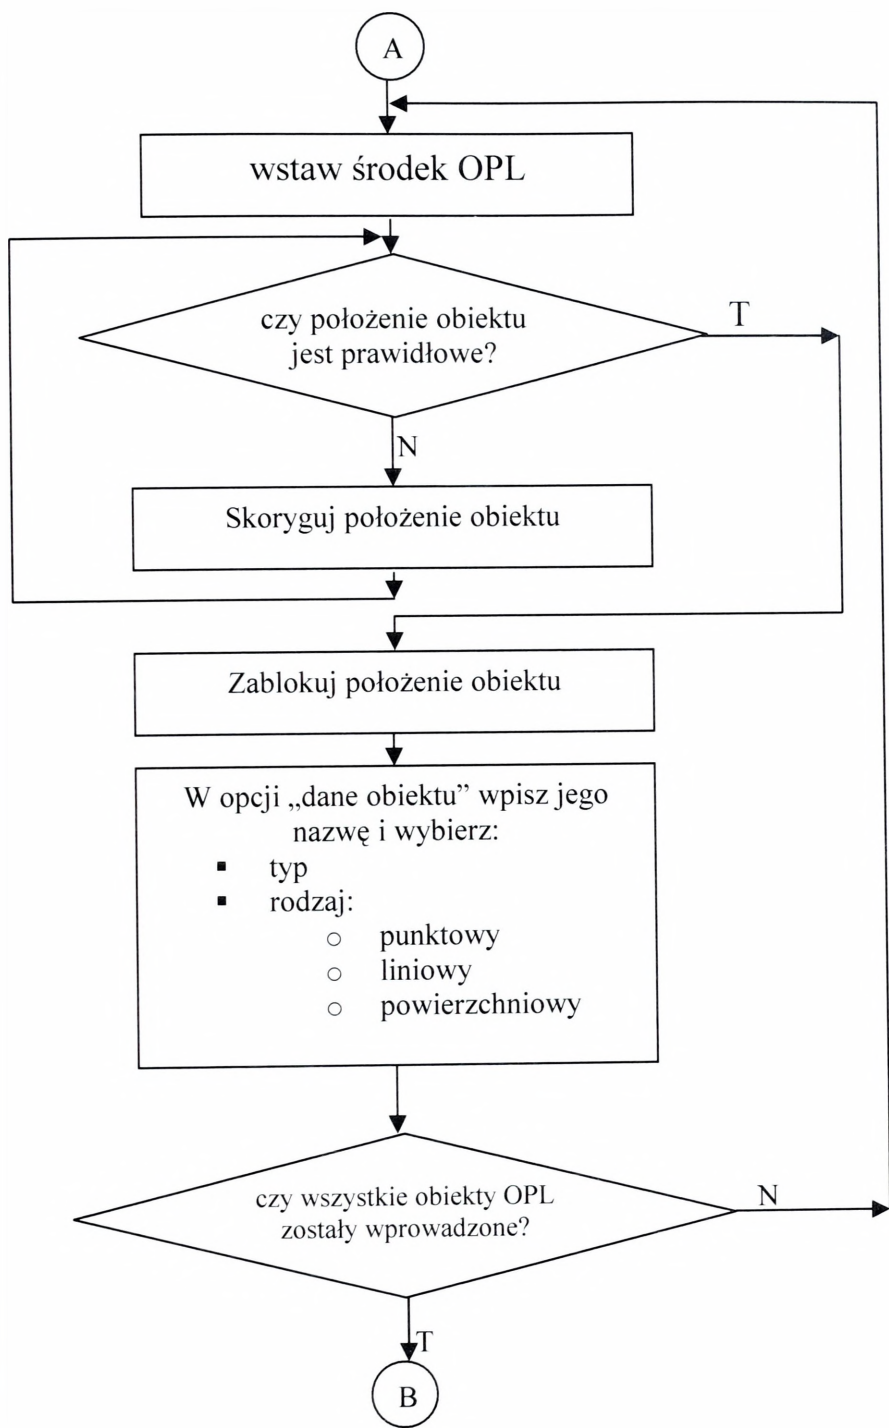 A
wstaw środek OPL
czy położenie obiektu
jest prawidłowe?
T
N
Skoryguj położenie obiektu
Zablokuj położenie obiektu
W opcji „dane obiektu” wpisz jego
nazwę i wybierz:
▪ typ
▪ rodzaj:
○ punktowy
○ liniowy
○ powierzchniowy
czy wszystkie obiekty OPL
zostały wprowadzone?
N
T
B